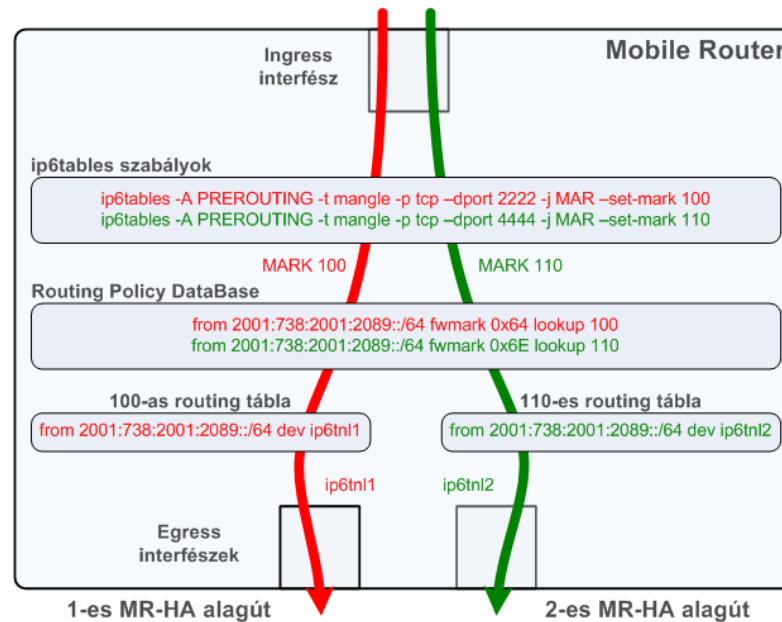 Mobile Router
Ingress
interfész
ip6tables szabályok
ip6tables -A PREROUTING -t mangle -p tcp –dport 2222 -j MAR –set-mark 100
ip6tables -A PREROUTING -t mangle -p tcp –dport 4444 -j MAR –set-mark 110
MARK 100
MARK 110
Routing Policy DataBase
from 2001:738:2001:2089::/64 fwmark 0x64 lookup 100
from 2001:738:2001:2089::/64 fwmark 0x6E lookup 110
100-as routing tábla
110-es routing tábla
from 2001:738:2001:2089::/64 dev ip6tnl1
from 2001:738:2001:2089::/64 dev ip6tnl2
ip6tnl1
ip6tnl2
Egress
interfészek
1-es MR-HA alagút
2-es MR-HA alagút